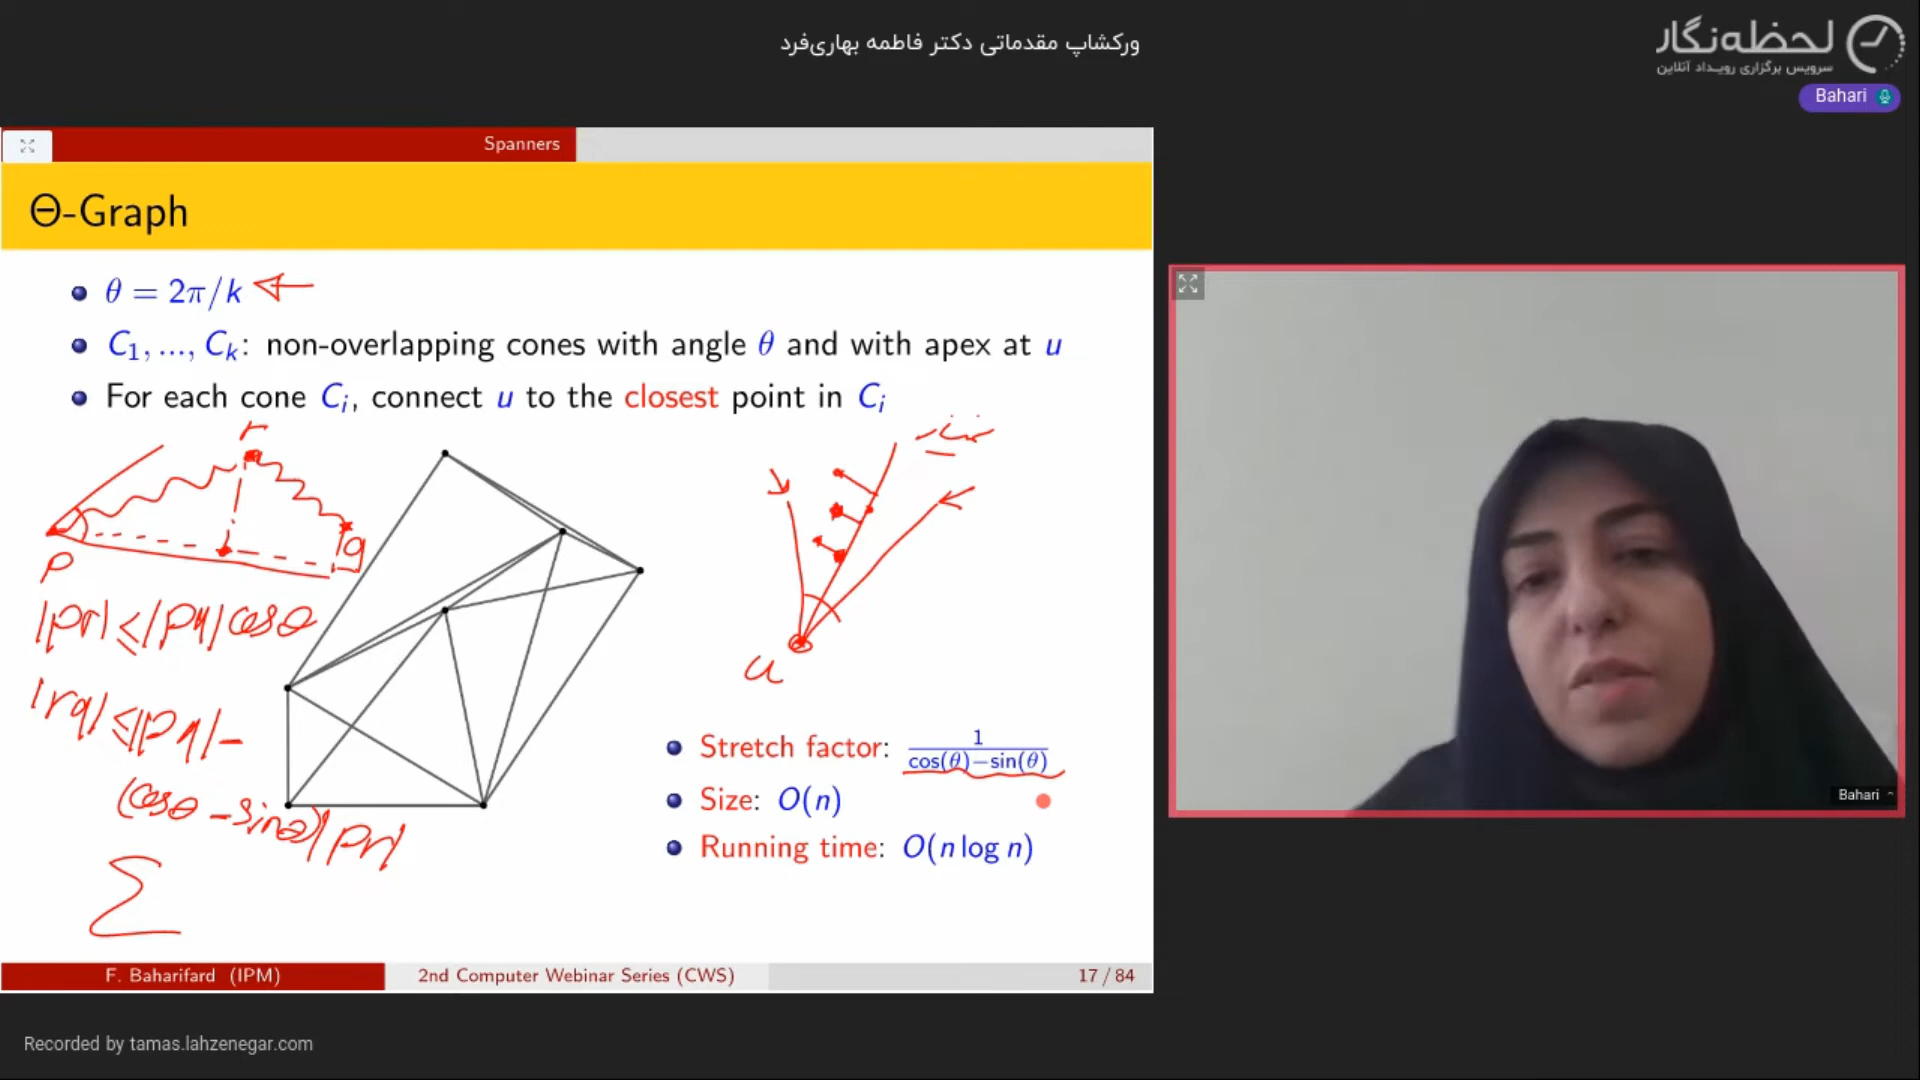 ورکشاپ مقدماتی دکتر فاطمه بهاری‌فرد
لحظه‌نگار
سرویس برگزاری رویداد آنلاین
Bahari
Spanners
Θ-Graph
θ = 2π/k
C₁, ..., Cₖ: non-overlapping cones with angle θ and with apex at u
For each cone Cᵢ, connect u to the closest point in Cᵢ
r
p
q
|pr| ≤ |pq| cosθ
|rq| ≤ |pq| -
(cosθ - sinθ)|pr|
Σ
u
Stretch factor: 1/(cos(θ)−sin(θ))
Size: O(n)
Running time: O(n log n)
F. Baharifard (IPM)
2nd Computer Webinar Series (CWS)
17 / 84
Bahari
Recorded by tamas.lahzenegar.com